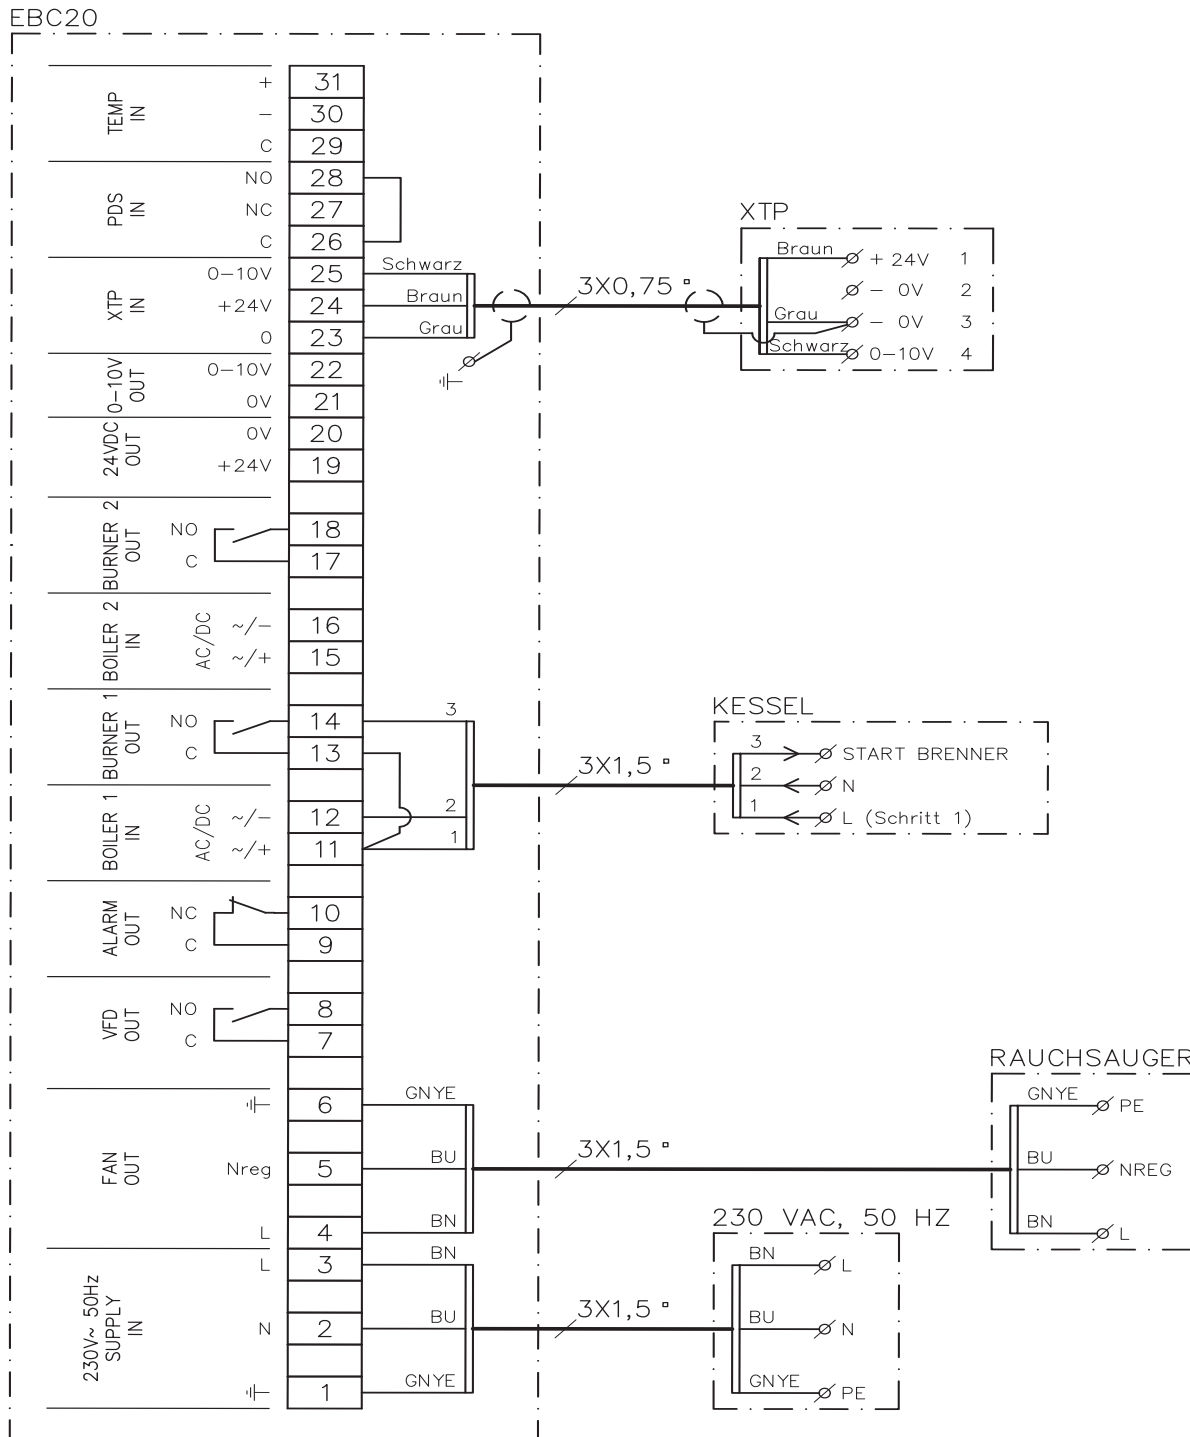 EBC20
TEMP
IN
+ 31
- 30
C 29
PDS
IN
NO 28
NC 27
C 26
XTP
IN
0-10V 25 Schwarz
+24V 24 Braun
0 23 Grau
3X0,75 ▫
XTP
Braun + 24V 1
- 0V 2
Grau - 0V 3
Schwarz 0-10V 4
0-10V
OUT
0-10V 22
0V 21
24VDC
OUT
0V 20
+24V 19
BURNER 2
OUT
NO 18
C 17
BOILER 2
IN
AC/DC
~/- 16
~/+ 15
BURNER 1
OUT
NO 14 3
C 13
BOILER 1
IN
AC/DC
~/- 12 2
~/+ 11 1
3X1,5 ▫
KESSEL
3 START BRENNER
2 N
1 L (Schritt 1)
ALARM
OUT
NC 10
C 9
VFD
OUT
NO 8
C 7
FAN
OUT
6 GNYE
Nreg 5 BU
L 4 BN
3X1,5 ▫
RAUCHSAUGER
GNYE PE
BU NREG
BN L
230V~ 50Hz
SUPPLY
IN
L 3 BN
N 2 BU
1 GNYE
3X1,5 ▫
230 VAC, 50 HZ
BN L
BU N
GNYE PE